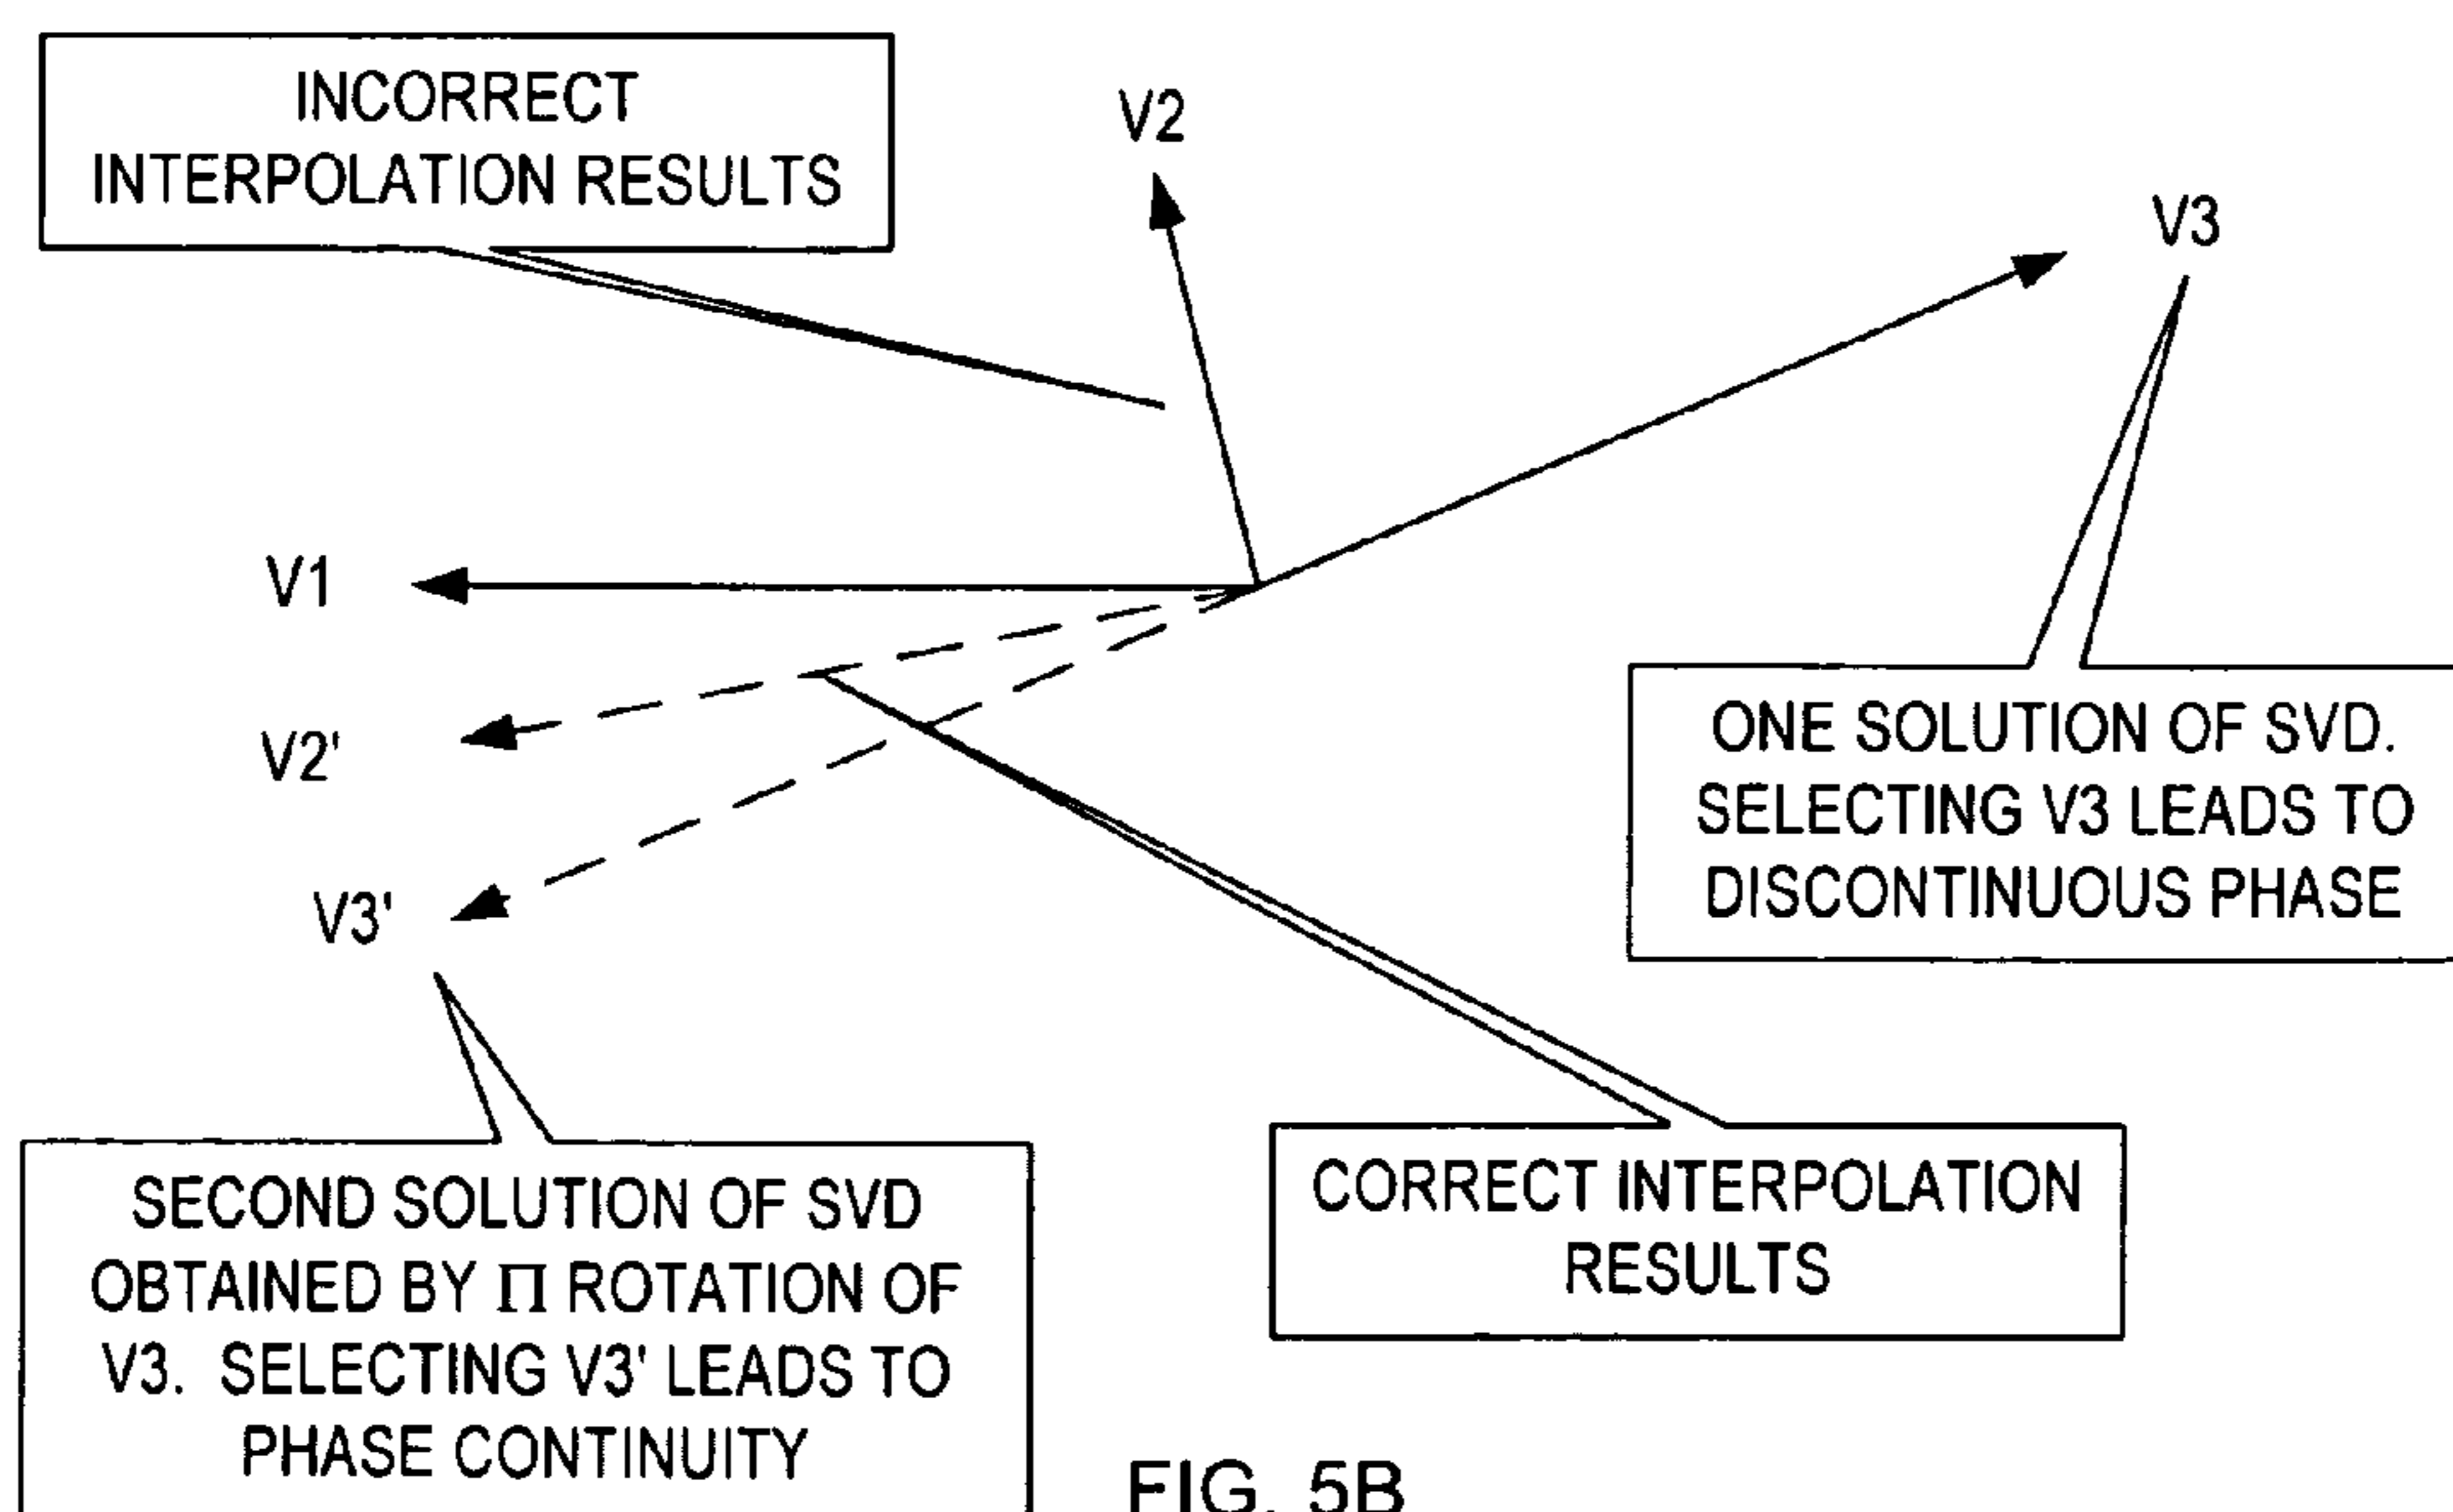 INCORRECT
INTERPOLATION RESULTS
V2
V3
V1
V2'
V3'
ONE SOLUTION OF SVD.
SELECTING V3 LEADS TO
DISCONTINUOUS PHASE
SECOND SOLUTION OF SVD
OBTAINED BY Π ROTATION OF
V3. SELECTING V3' LEADS TO
PHASE CONTINUITY
CORRECT INTERPOLATION
RESULTS
FIG. 5B